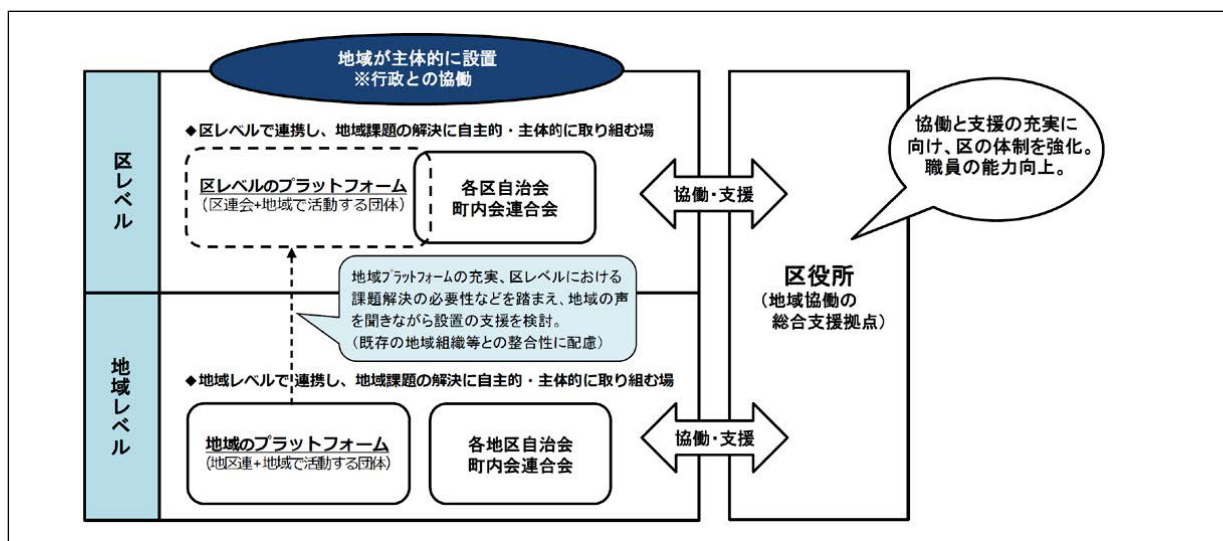 地域が主体的に設置
※行政との協働
区レベル
◆区レベルで連携し、地域課題の解決に自主的・主体的に取り組む場
区レベルのプラットフォーム
（区連会+地域で活動する団体）
各区自治会
町内会連合会
協働・支援
地域プラットフォームの充実、区レベルにおける
課題解決の必要性などを踏まえ、地域の声
を聞きながら設置の支援を検討。
（既存の地域組織等との整合性に配慮）
地域レベル
◆地域レベルで連携し、地域課題の解決に自主的・主体的に取り組む場
地域のプラットフォーム
（地区連+地域で活動する団体）
各地区自治会
町内会連合会
協働・支援
協働と支援の充実に
向け、区の体制を強化。
職員の能力向上。
区役所
（地域協働の
総合支援拠点）